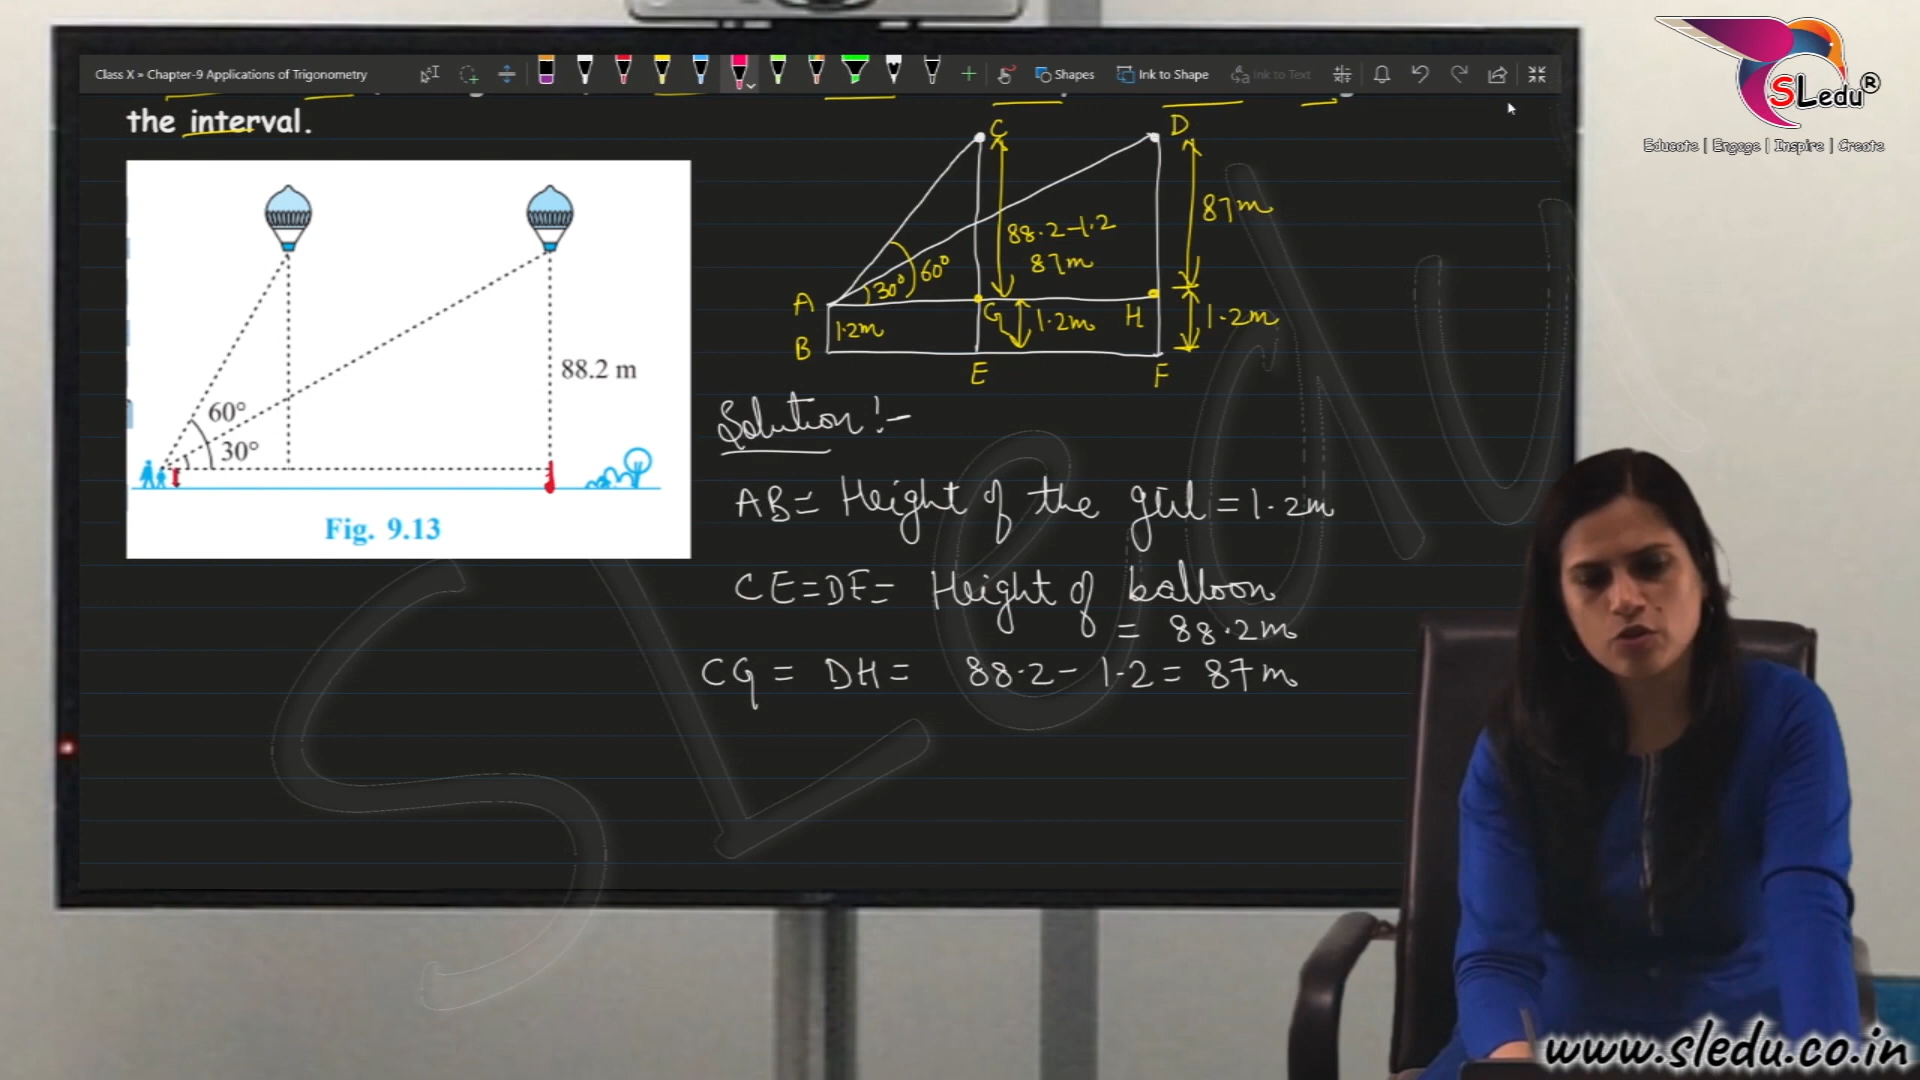 Class X » Chapter-9 Applications of Trigonometry
Shapes
Ink to Shape
Ink to Text
SLedu®
Educate | Engage | Inspire | Create
the interval.
C
D
87m
88.2-1.2
87m
60°
30°
A
G
H
1.2m
1.2m
1.2m
B
E
F
88.2 m
60°
30°
Fig. 9.13
Solution:-
AB = Height of the girl = 1.2m
CE=DF= Height of balloon
= 88.2m
CG = DH = 88.2 - 1.2 = 87m
SLedu
www.sledu.co.in